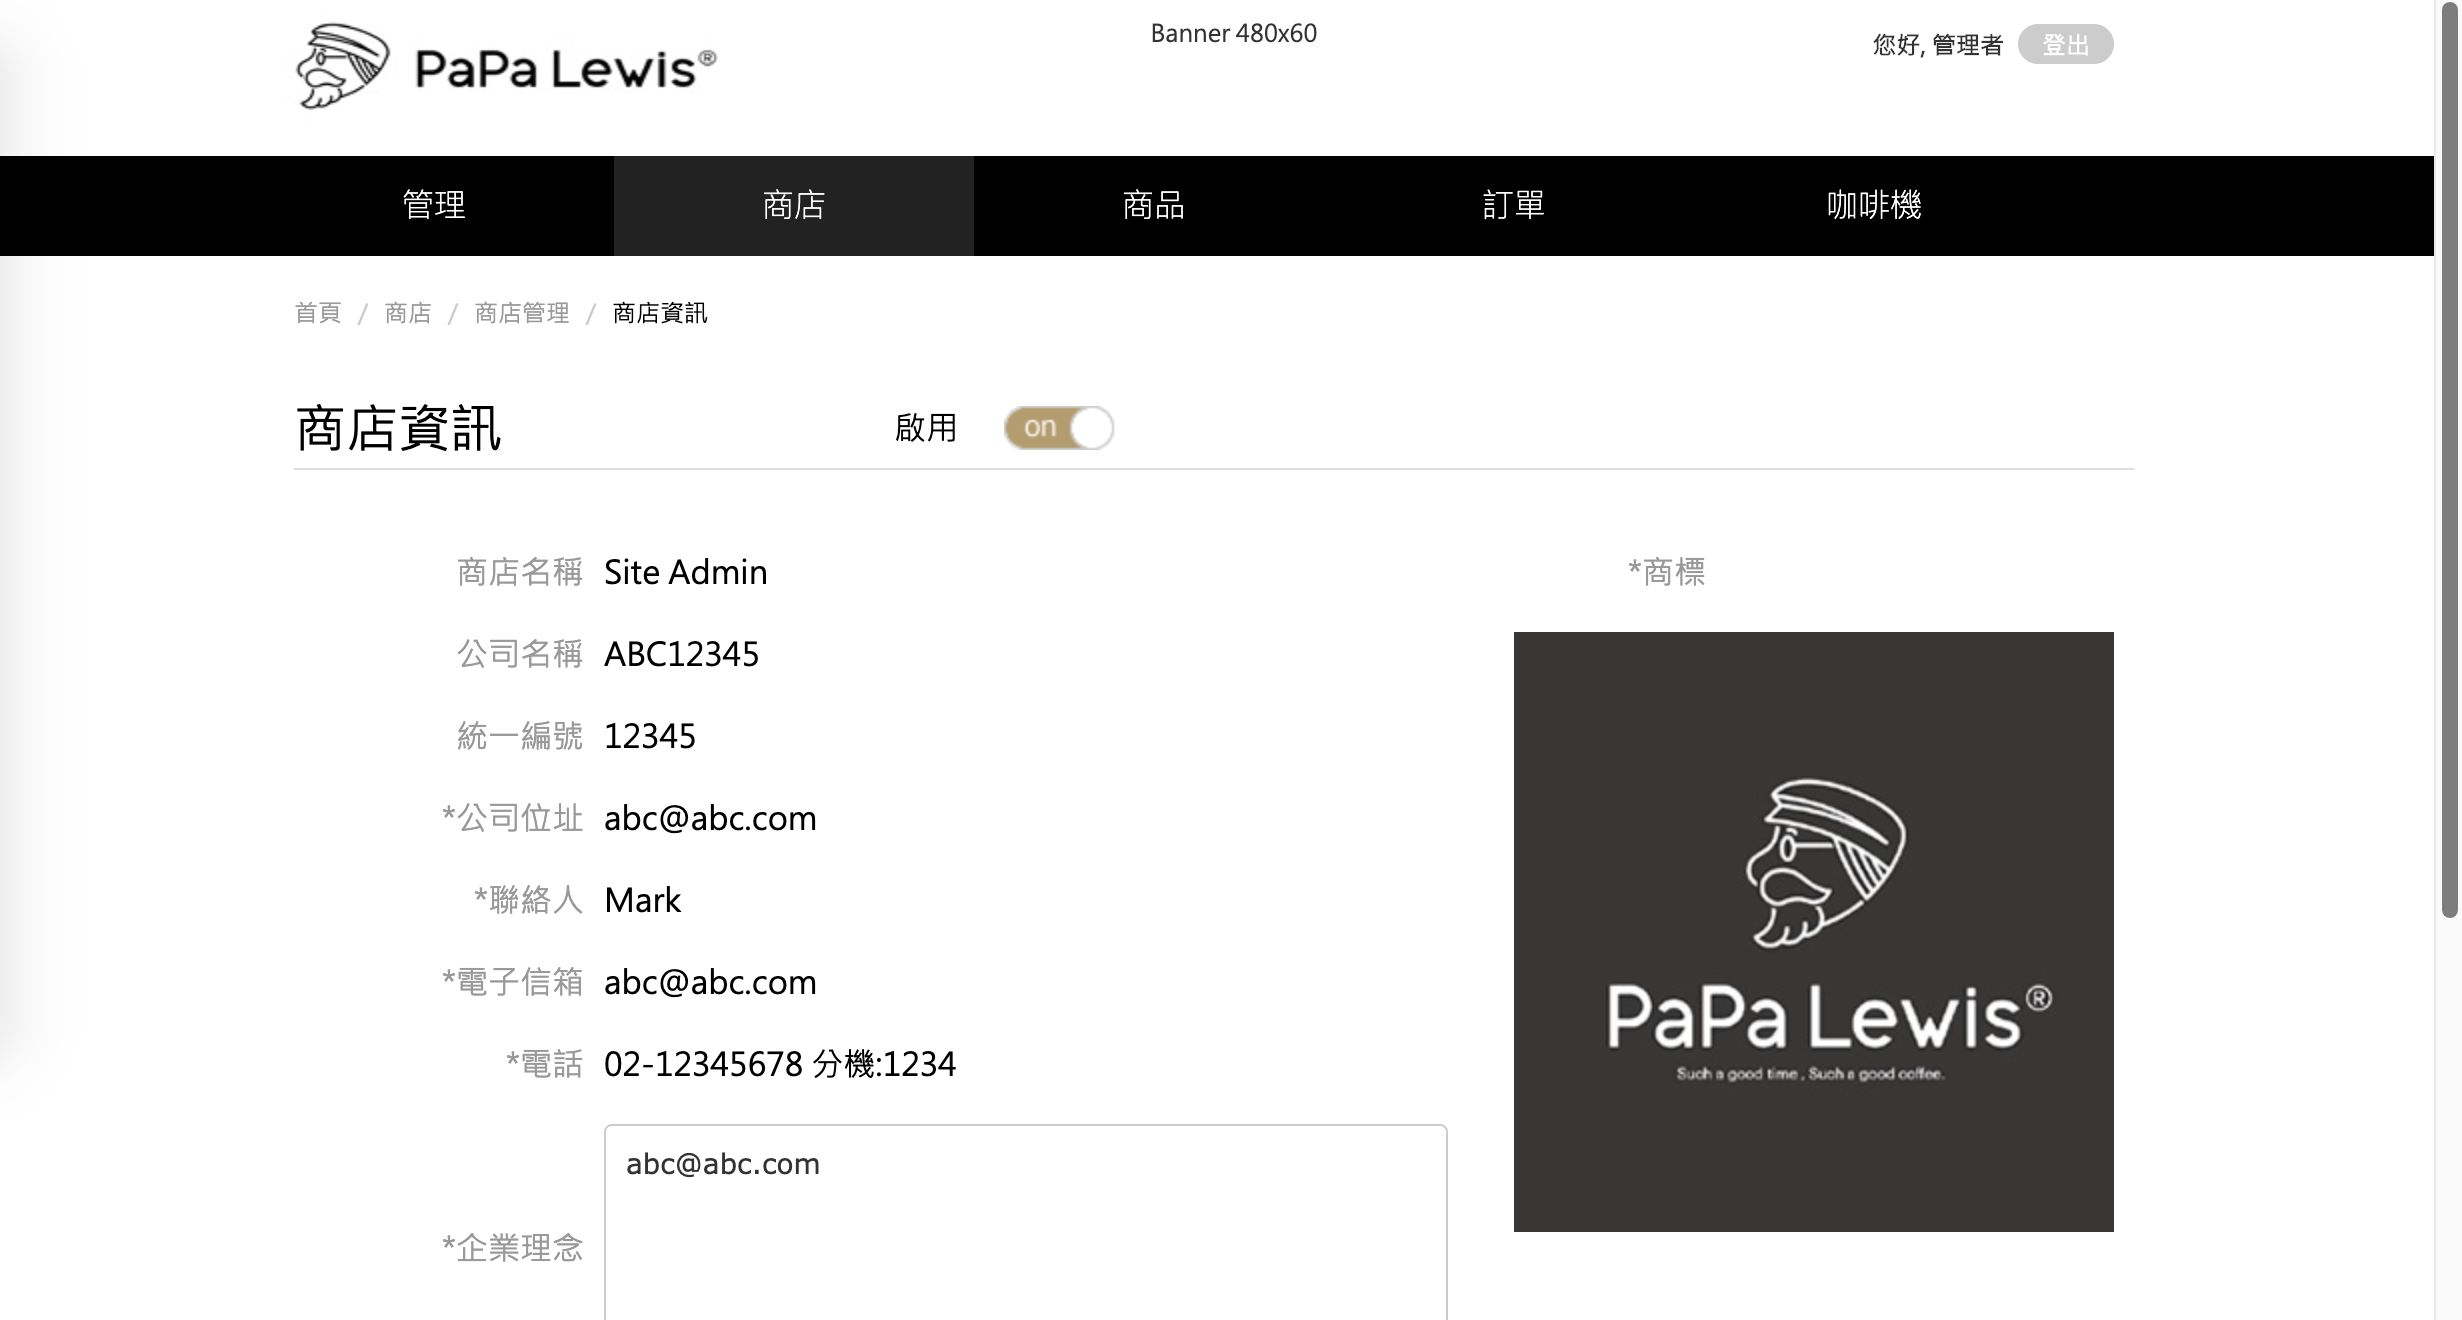 PaPa Lewis®
Banner 480x60
您好, 管理者 登出
管理 商店 商品 訂單 咖啡機
首頁 / 商店 / 商店管理 / 商店資訊
商店資訊
啟用 on
商店名稱 Site Admin
*商標
公司名稱 ABC12345
統一編號 12345
*公司位址 abc@abc.com
*聯絡人 Mark
*電子信箱 abc@abc.com
*電話 02-12345678 分機:1234
*企業理念 abc@abc.com
PaPa Lewis®
Such a good time , Such a good coffee.